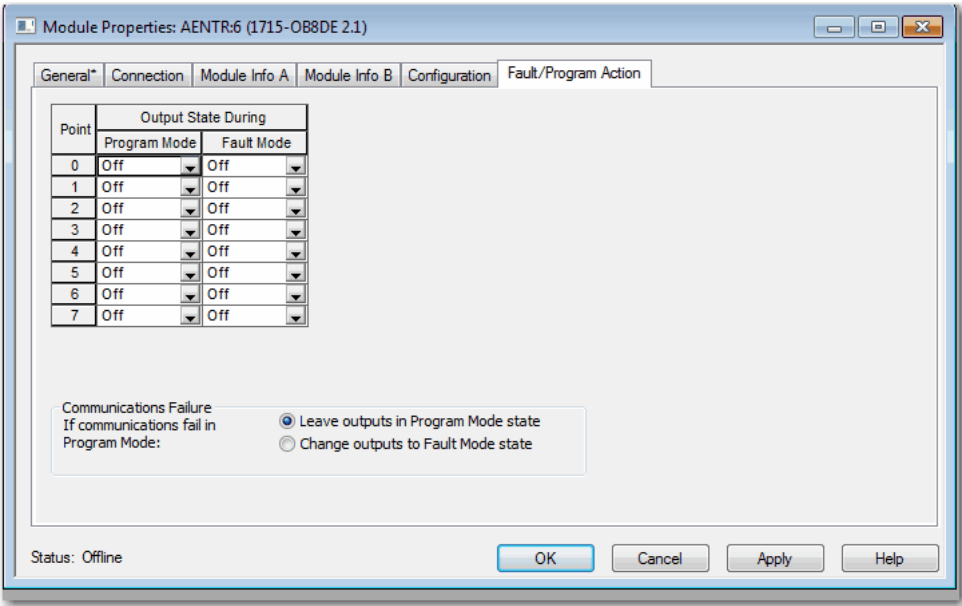 Module Properties: AENTR:6 (1715-OB8DE 2.1)
General* Connection Module Info A Module Info B Configuration Fault/Program Action
Point Output State During
Program Mode Fault Mode
0 Off Off
1 Off Off
2 Off Off
3 Off Off
4 Off Off
5 Off Off
6 Off Off
7 Off Off
Communications Failure
If communications fail in
Program Mode:
Leave outputs in Program Mode state
Change outputs to Fault Mode state
Status: Offline
OK Cancel Apply Help